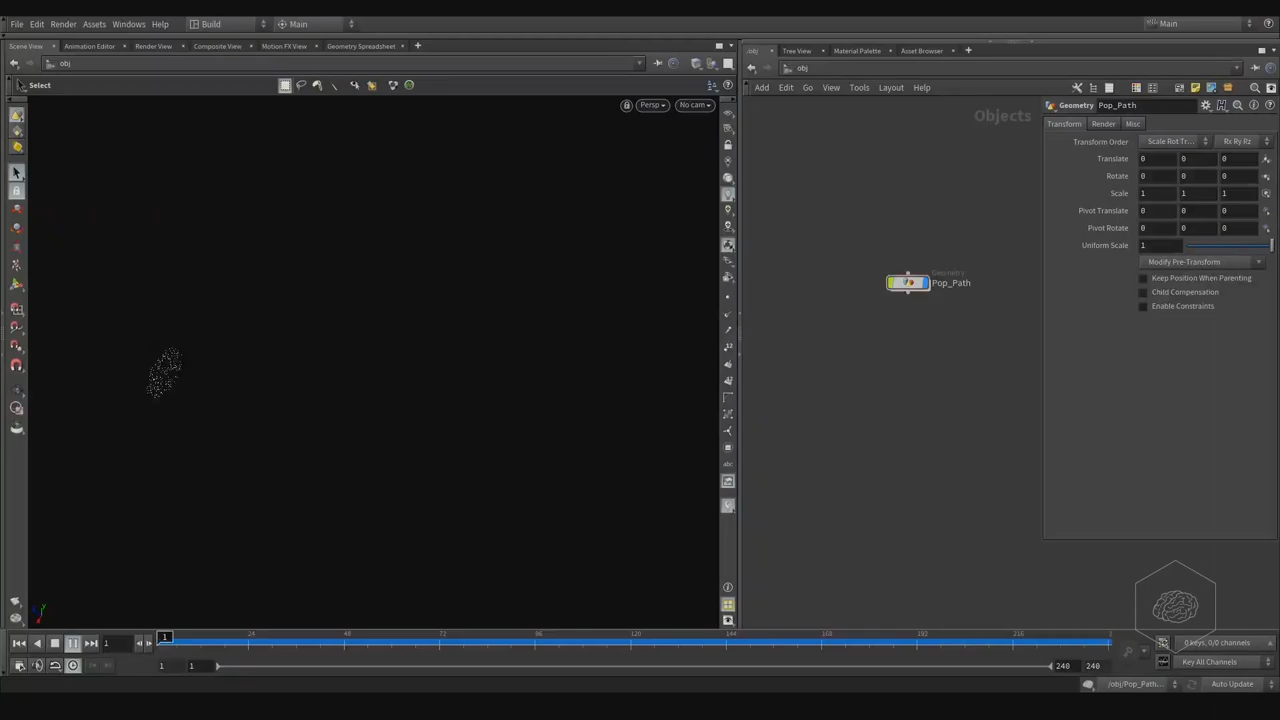 File Edit Render Assets Windows Help Build Main Main
Scene View Animation Editor Render View Composite View Motion FX View Geometry Spreadsheet
/obj Tree View Material Palette Asset Browser
obj
obj
Select
Add Edit Go View Tools Layout Help
Persp No cam
Objects
Geometry Pop_Path
Transform Render Misc
Transform Order Scale Rot Tr... Rx Ry Rz
Translate 0 0 0
Rotate 0 0 0
Scale 1 1 1
Pivot Translate 0 0 0
Pivot Rotate 0 0 0
Uniform Scale 1
Modify Pre-Transform
Keep Position When Parenting
Child Compensation
Enable Constraints
Geometry
Pop_Path
12
abc
y
1 1 24 48 72 96 120 144 168 192 216 2
0 keys, 0/0 channels
1 1 240 240 Key All Channels
/obj/Pop_Path... Auto Update